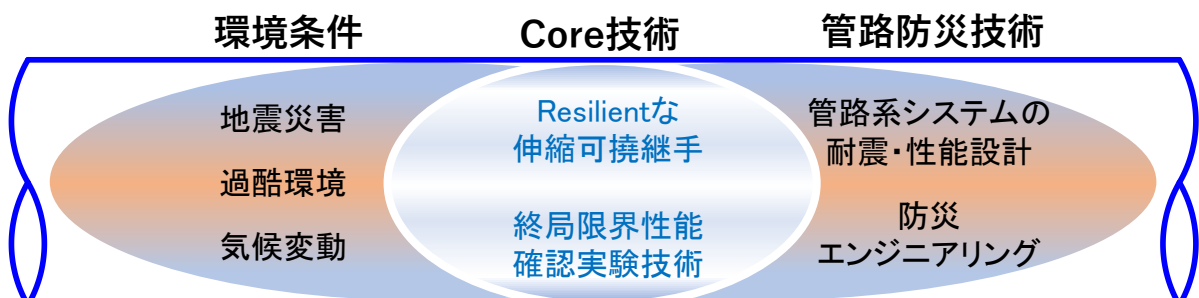 環境条件
Core技術
管路防災技術
地震災害
過酷環境
気候変動
Resilientな
伸縮可撓継手
終局限界性能
確認実験技術
管路系システムの
耐震・性能設計
防災
エンジニアリング